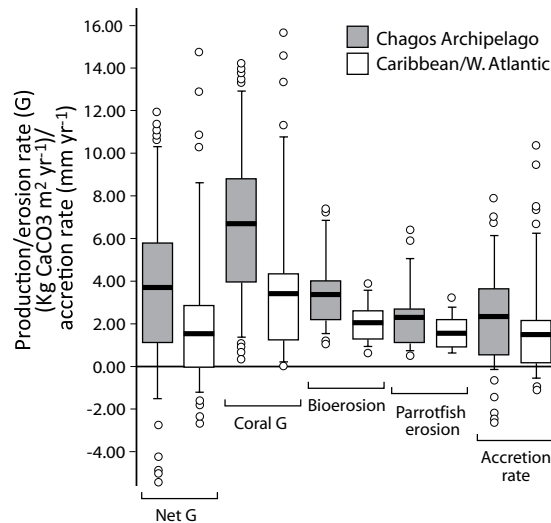 16.00
14.00
12.00
10.00
8.00
6.00
4.00
2.00
0.00
-2.00
-4.00
Production/erosion rate (G)
(Kg CaCO3 m² yr⁻¹)/
accretion rate (mm yr⁻¹)
Chagos Archipelago
Caribbean/W. Atlantic
Net G
Coral G
Bioerosion
Parrotfish
erosion
Accretion
rate